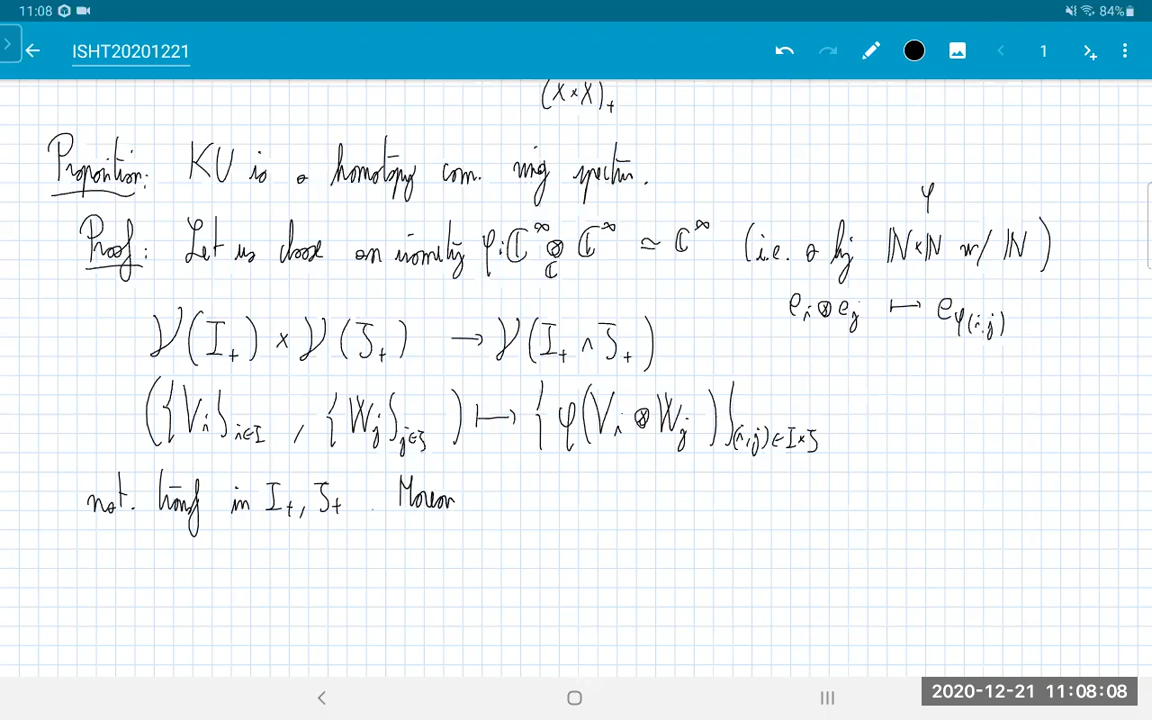 11:08 84%
ISHT20201221 1
(X×X)₊
Proposition: KU is a homotopy com. ring spectrum.
Proof: Let us choose an isometry φ: ℂ^∞ ⊗_ℂ ℂ^∞ ≃ ℂ^∞ (i.e. a bij φ ℕ×ℕ w/ ℕ)
e_i⊗e_j ↦ e_φ(i,j)
𝒱(I₊) × 𝒱(J₊) → 𝒱(I₊ ∧ J₊)
({V_i}_{i∈I}, {W_j}_{j∈J}) ↦ {φ(V_i ⊗ W_j)}_{(i,j)∈I×J}
nat. transf in I₊, J₊. Moreov
2020-12-21 11:08:08